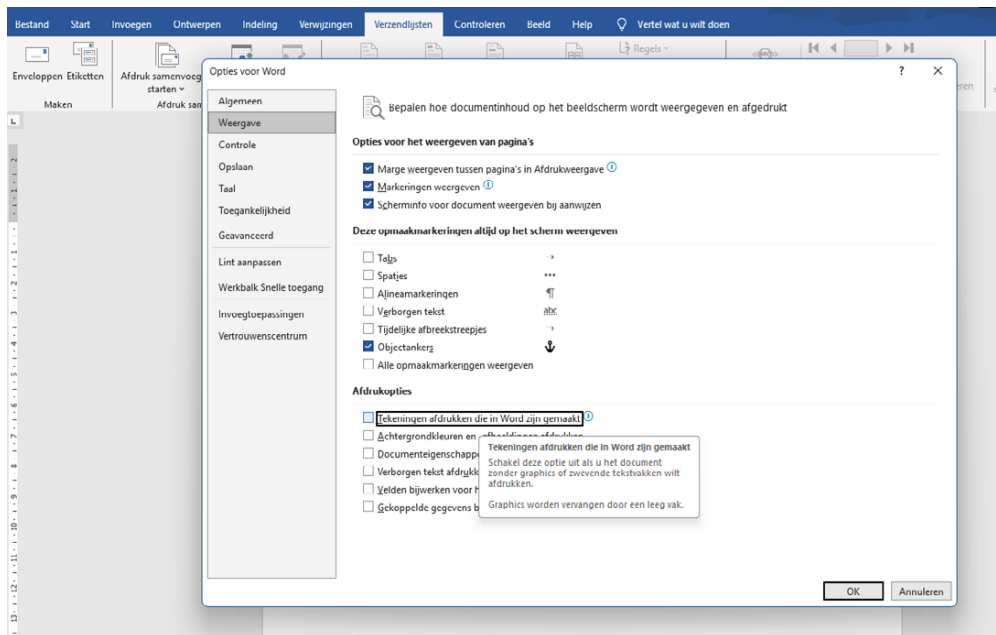 Bestand Start Invoegen Ontwerpen Indeling Verwijzingen Verzendlijsten Controleren Beeld Help Vertel wat u wilt doen
Enveloppen Etiketten
Maken
Afdruk samenvoeg
starten
Afdruk sam
Regels
eren
Opties voor Word
?
Algemeen
Weergave
Controle
Opslaan
Taal
Toegankelijkheid
Geavanceerd
Lint aanpassen
Werkbalk Snelle toegang
Invoegtoepassingen
Vertrouwenscentrum
Bepalen hoe documentinhoud op het beeldscherm wordt weergegeven en afgedrukt
Opties voor het weergeven van pagina's
Marge weergeven tussen pagina's in Afdrukweergave
Markeringen weergeven
Scherminfo voor document weergeven bij aanwijzen
Deze opmaakmarkeringen altijd op het scherm weergeven
Tabs
Spaties
Alineamarkeringen ¶
Verborgen tekst abc
Tijdelijke afbreekstreepjes
Objectankers
Alle opmaakmarkeringen weergeven
Afdrukopties
Tekeningen afdrukken die in Word zijn gemaakt
Achtergrondkleuren en -afbeeldingen afdrukken
Documenteigenschappe
Verborgen tekst afdrukk
Velden bijwerken voor h
Gekoppelde gegevens b
Tekeningen afdrukken die in Word zijn gemaakt
Schakel deze optie uit als u het document
zonder graphics of zwevende tekstvakken wilt
afdrukken.
Graphics worden vervangen door een leeg vak.
OK Annuleren